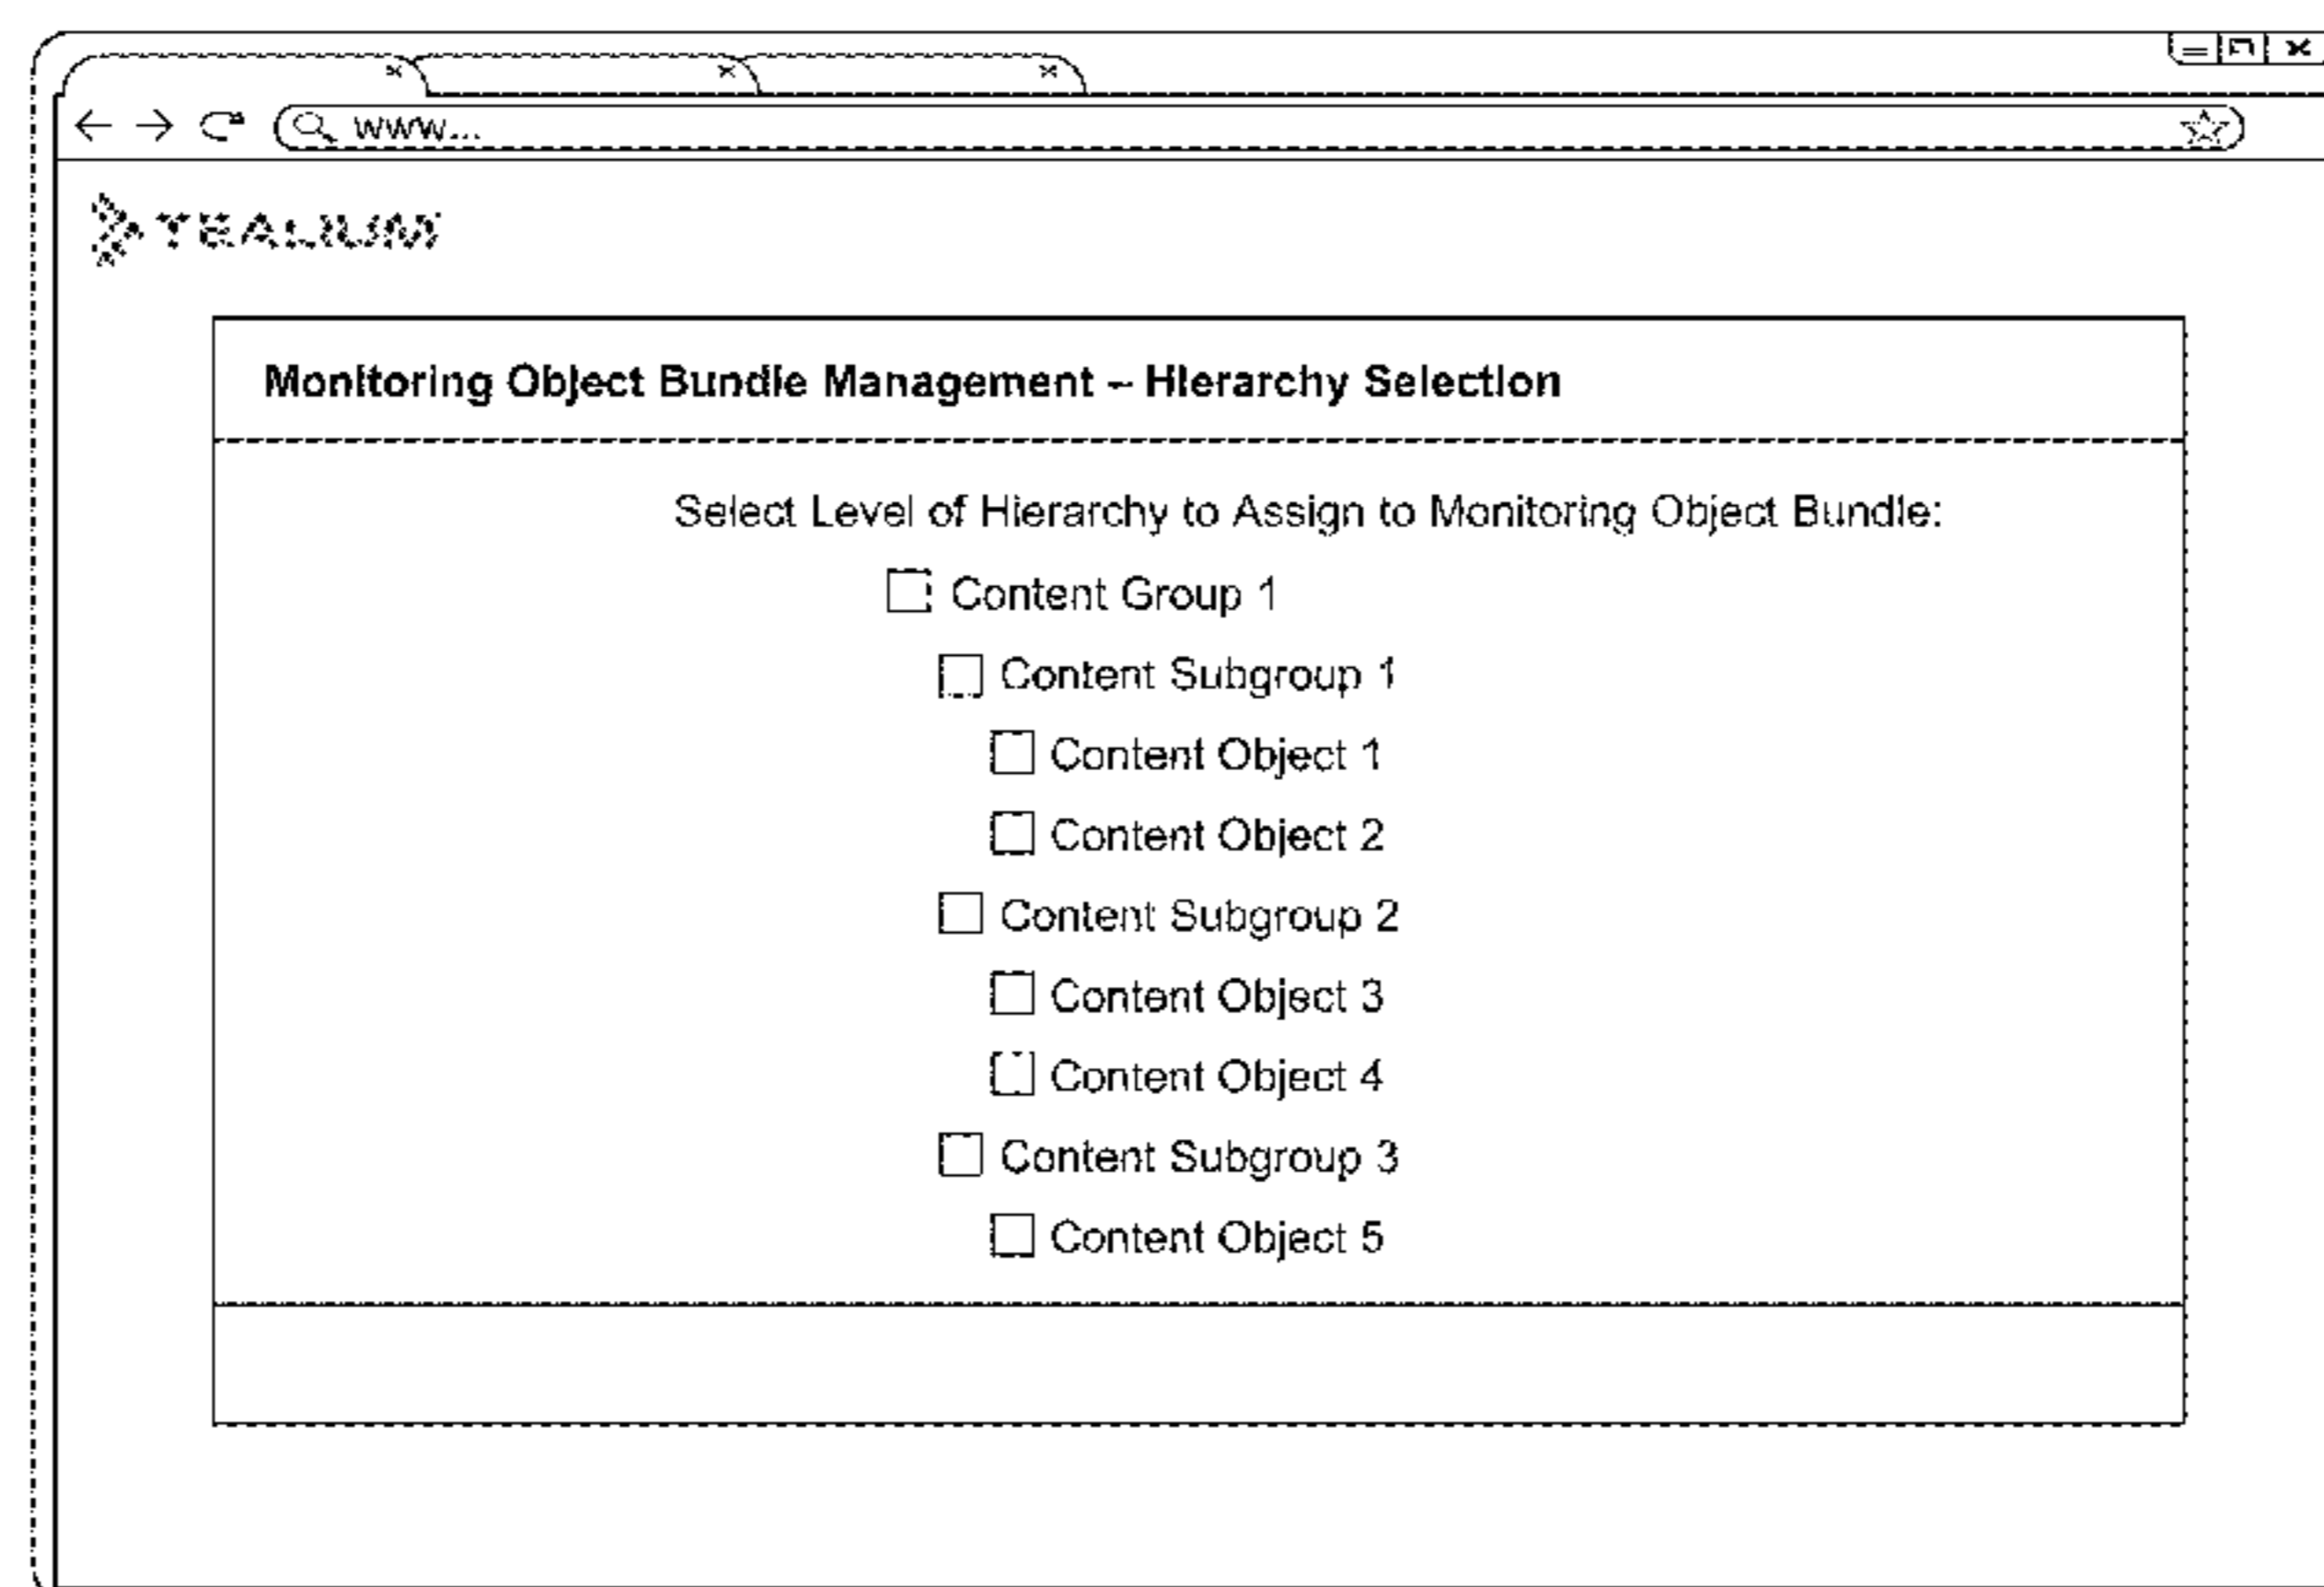 www...
TEALIUM
Monitoring Object Bundle Management – Hierarchy Selection
Select Level of Hierarchy to Assign to Monitoring Object Bundle:
Content Group 1
Content Subgroup 1
Content Object 1
Content Object 2
Content Subgroup 2
Content Object 3
Content Object 4
Content Subgroup 3
Content Object 5